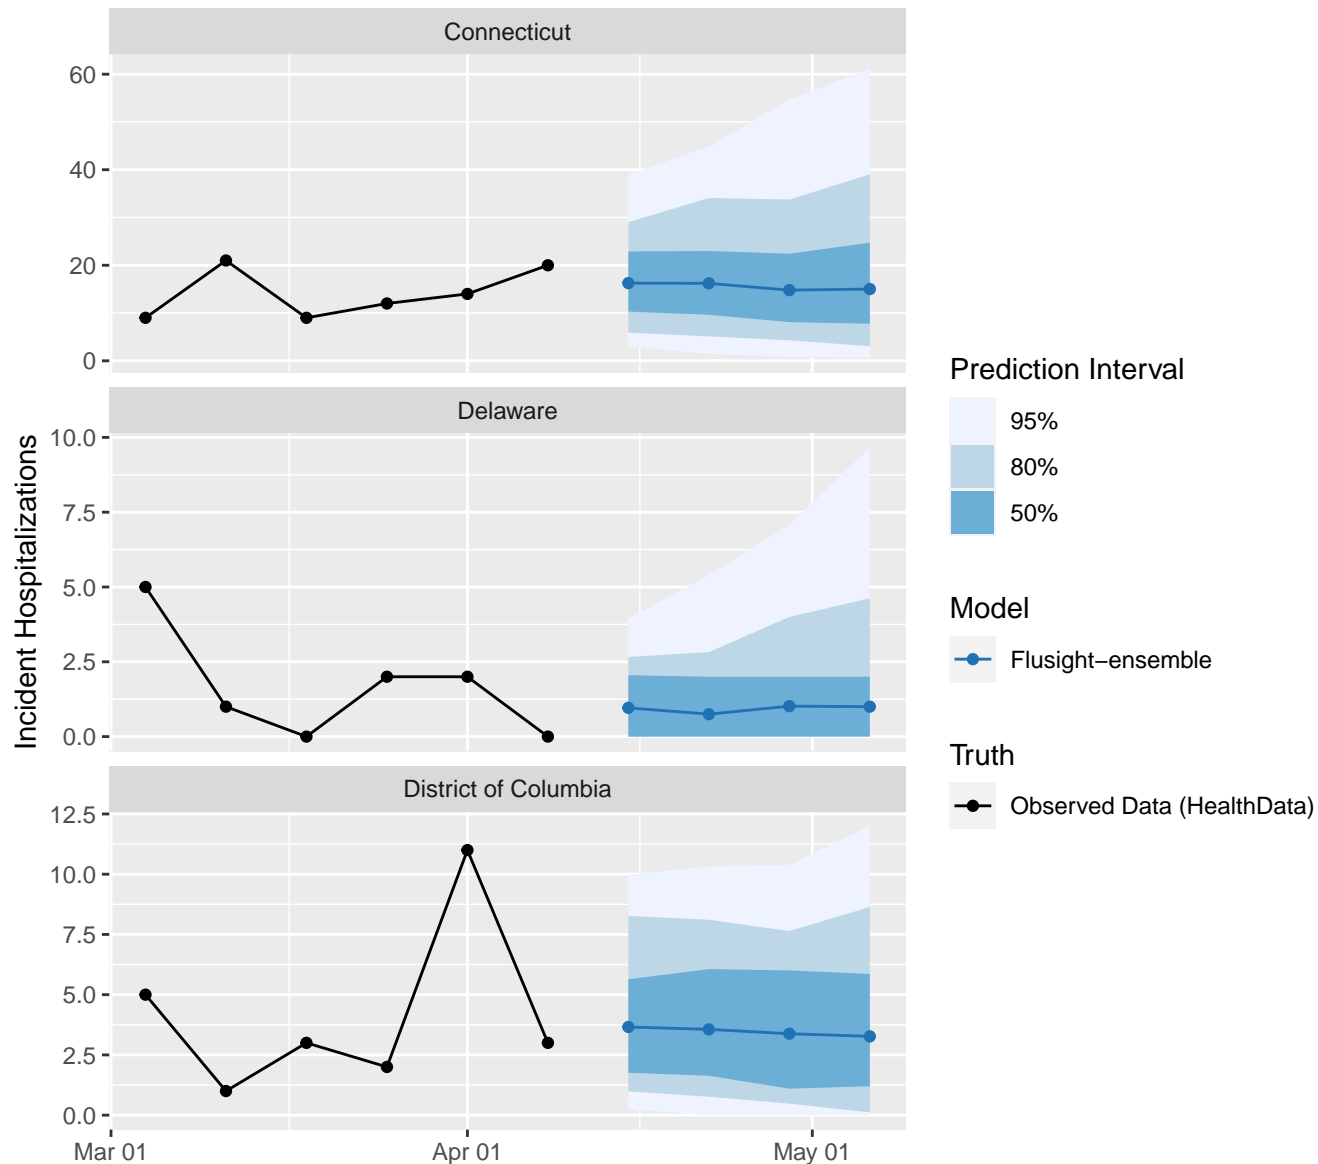 Connecticut
60
40
20
0
Delaware
10.0
7.5
5.0
2.5
0.0
District of Columbia
12.5
10.0
7.5
5.0
2.5
0.0
Mar 01
Apr 01
May 01
Incident Hospitalizations
Prediction Interval
95%
80%
50%
Model
Flusight−ensemble
Truth
Observed Data (HealthData)